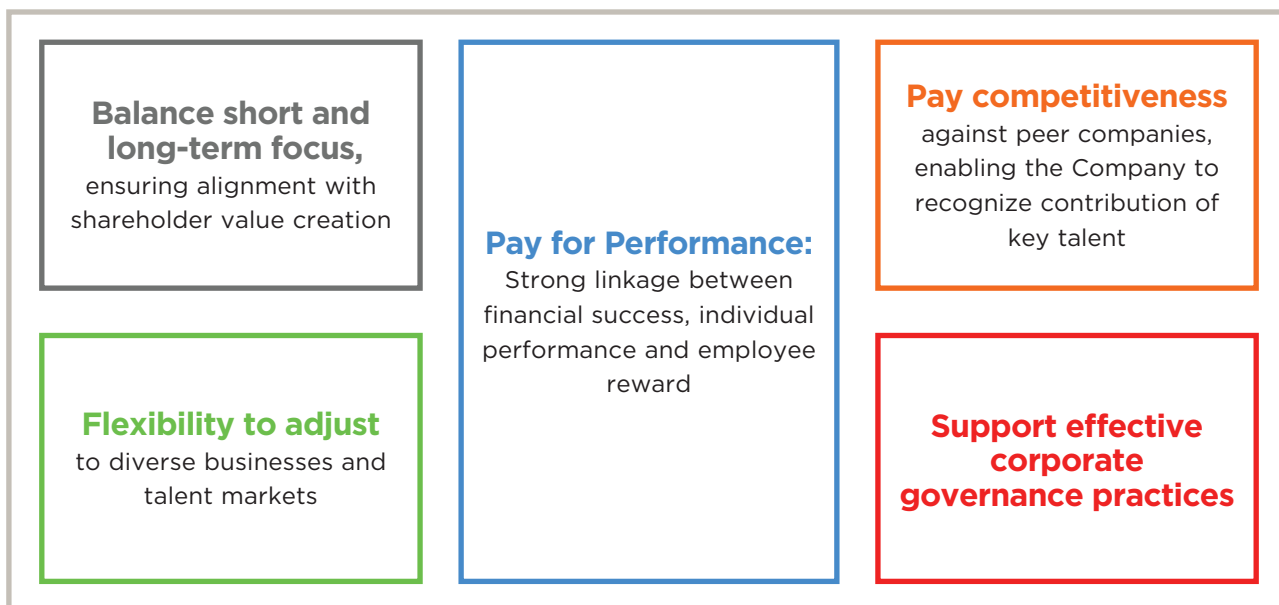 Balance short and
long-term focus,
ensuring alignment with
shareholder value creation
Flexibility to adjust
to diverse businesses and
talent markets
Pay for Performance:
Strong linkage between
financial success, individual
performance and employee
reward
Pay competitiveness
against peer companies,
enabling the Company to
recognize contribution of
key talent
Support effective
corporate
governance practices